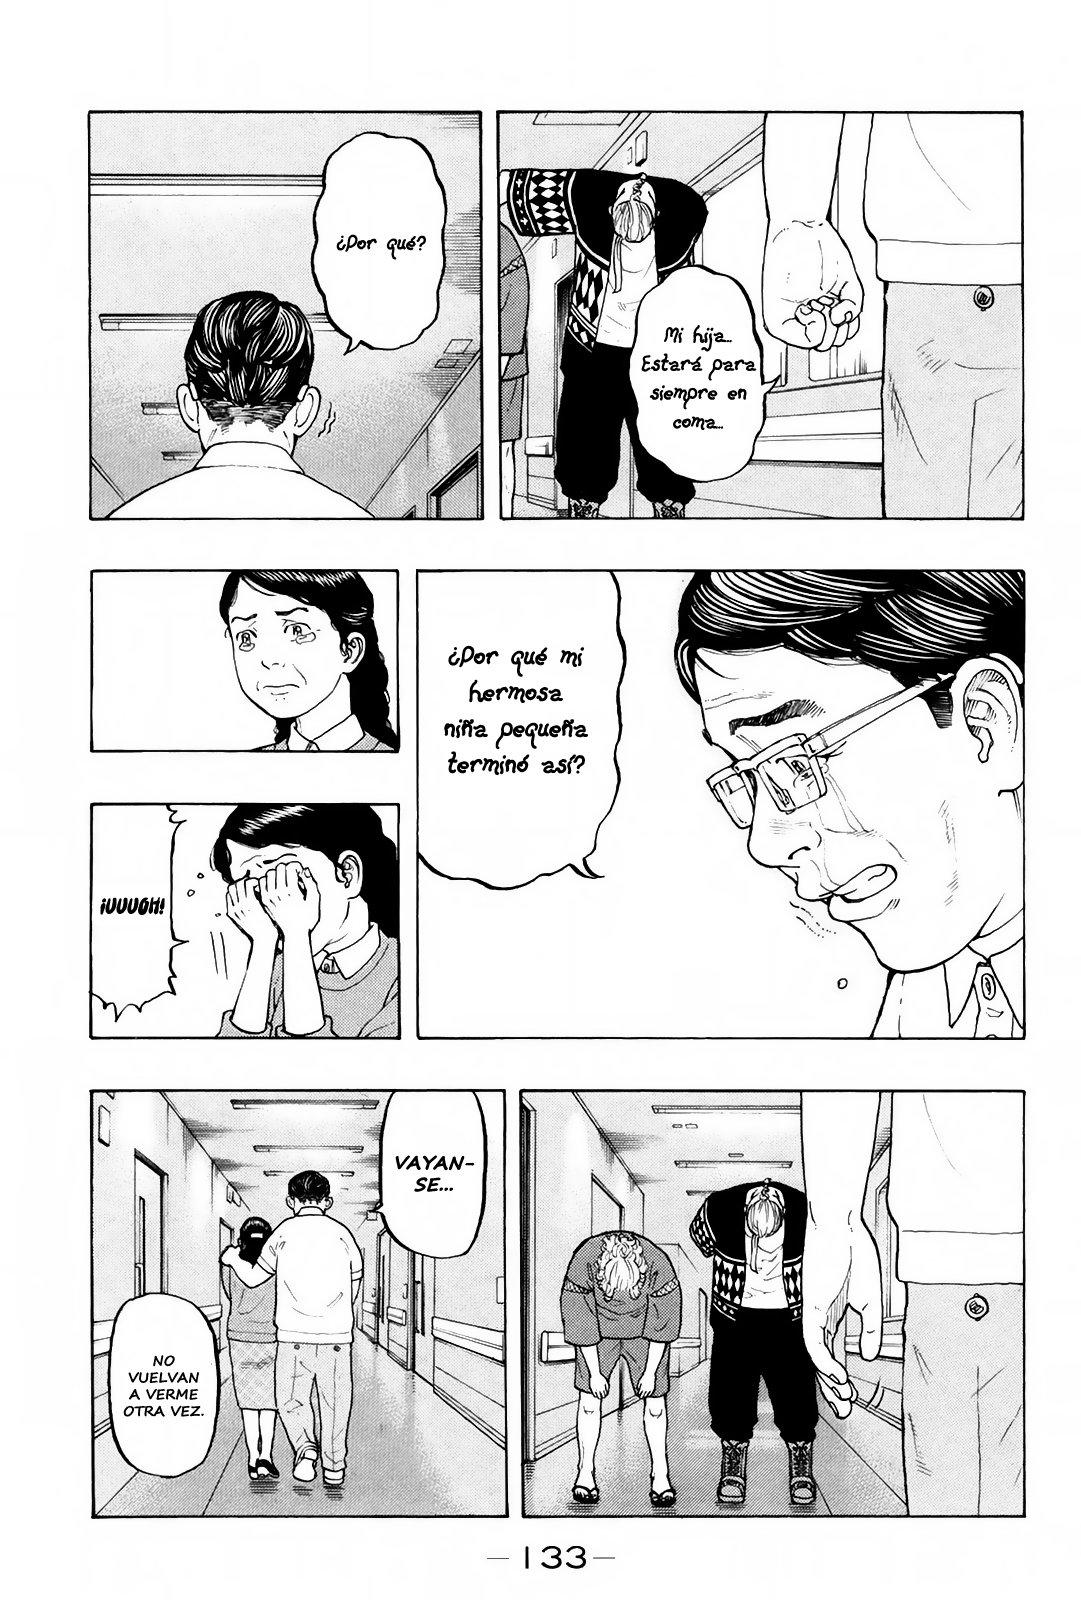 Mi hija...
Estará para
siempre en
coma...
¿Por qué?
¿Por qué mi
hermosa
niña pequeña
terminó así?
¡UUUGH!
VAYAN-
SE...
NO
VUELVAN
A VERME
OTRA VEZ.
— 133 —